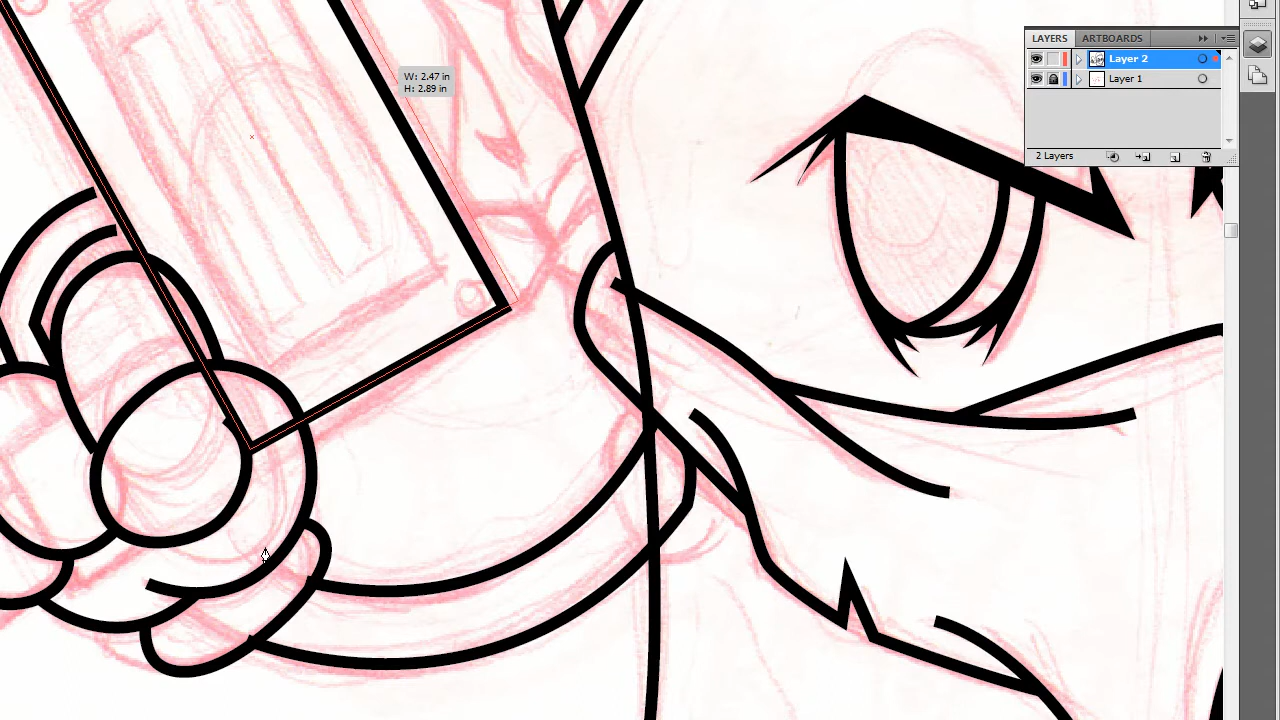 W: 2.47 in
H: 2.89 in
LAYERS ARTBOARDS
Layer 2
Layer 1
2 Layers